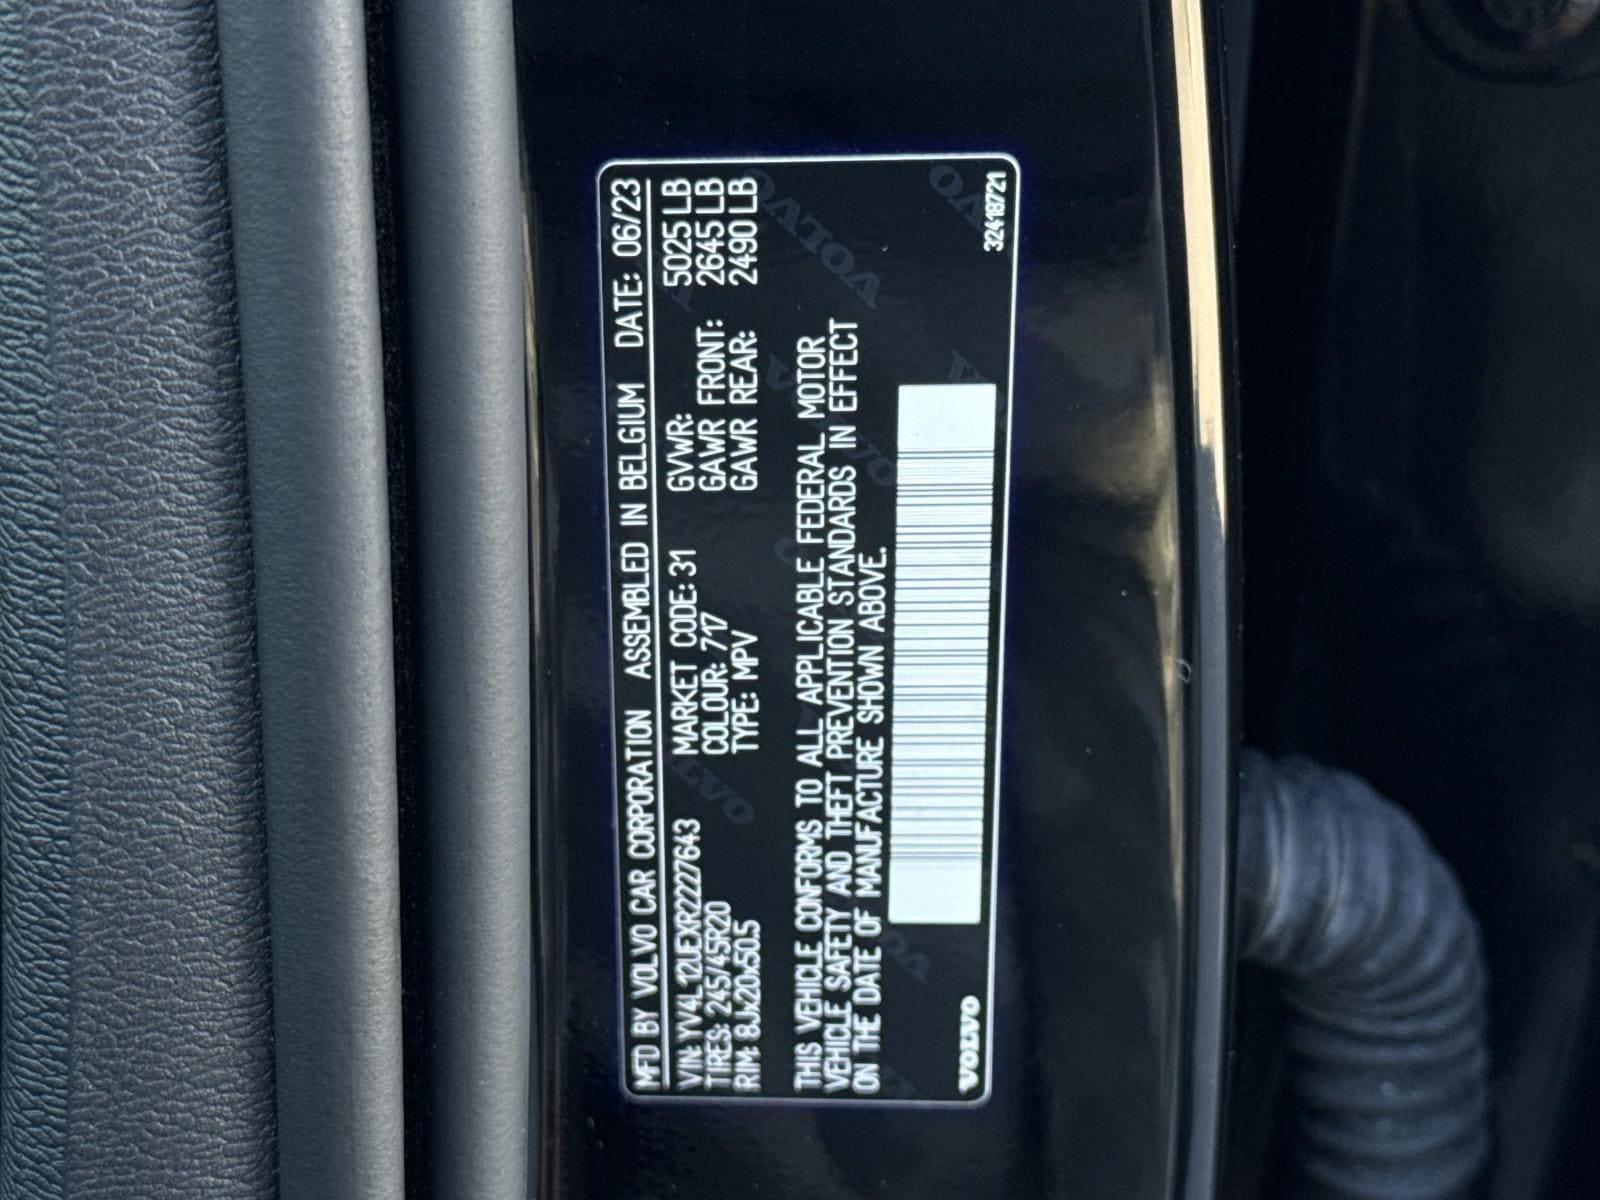 MFD BY VOLVO CAR CORPORATION ASSEMBLED IN BELGIUM DATE: 06/23
VIN: YV4L12UEXR2227643 MARKET CODE: 31 GVWR: 5025 LB
TIRES: 245/45R20 COLOUR: 717 GAWR FRONT: 2645 LB
RIM: 8Jx20x50.5 TYPE: MPV GAWR REAR: 2490 LB
THIS VEHICLE CONFORMS TO ALL APPLICABLE FEDERAL MOTOR
VEHICLE SAFETY AND THEFT PREVENTION STANDARDS IN EFFECT
ON THE DATE OF MANUFACTURE SHOWN ABOVE.
VOLVO 32418721